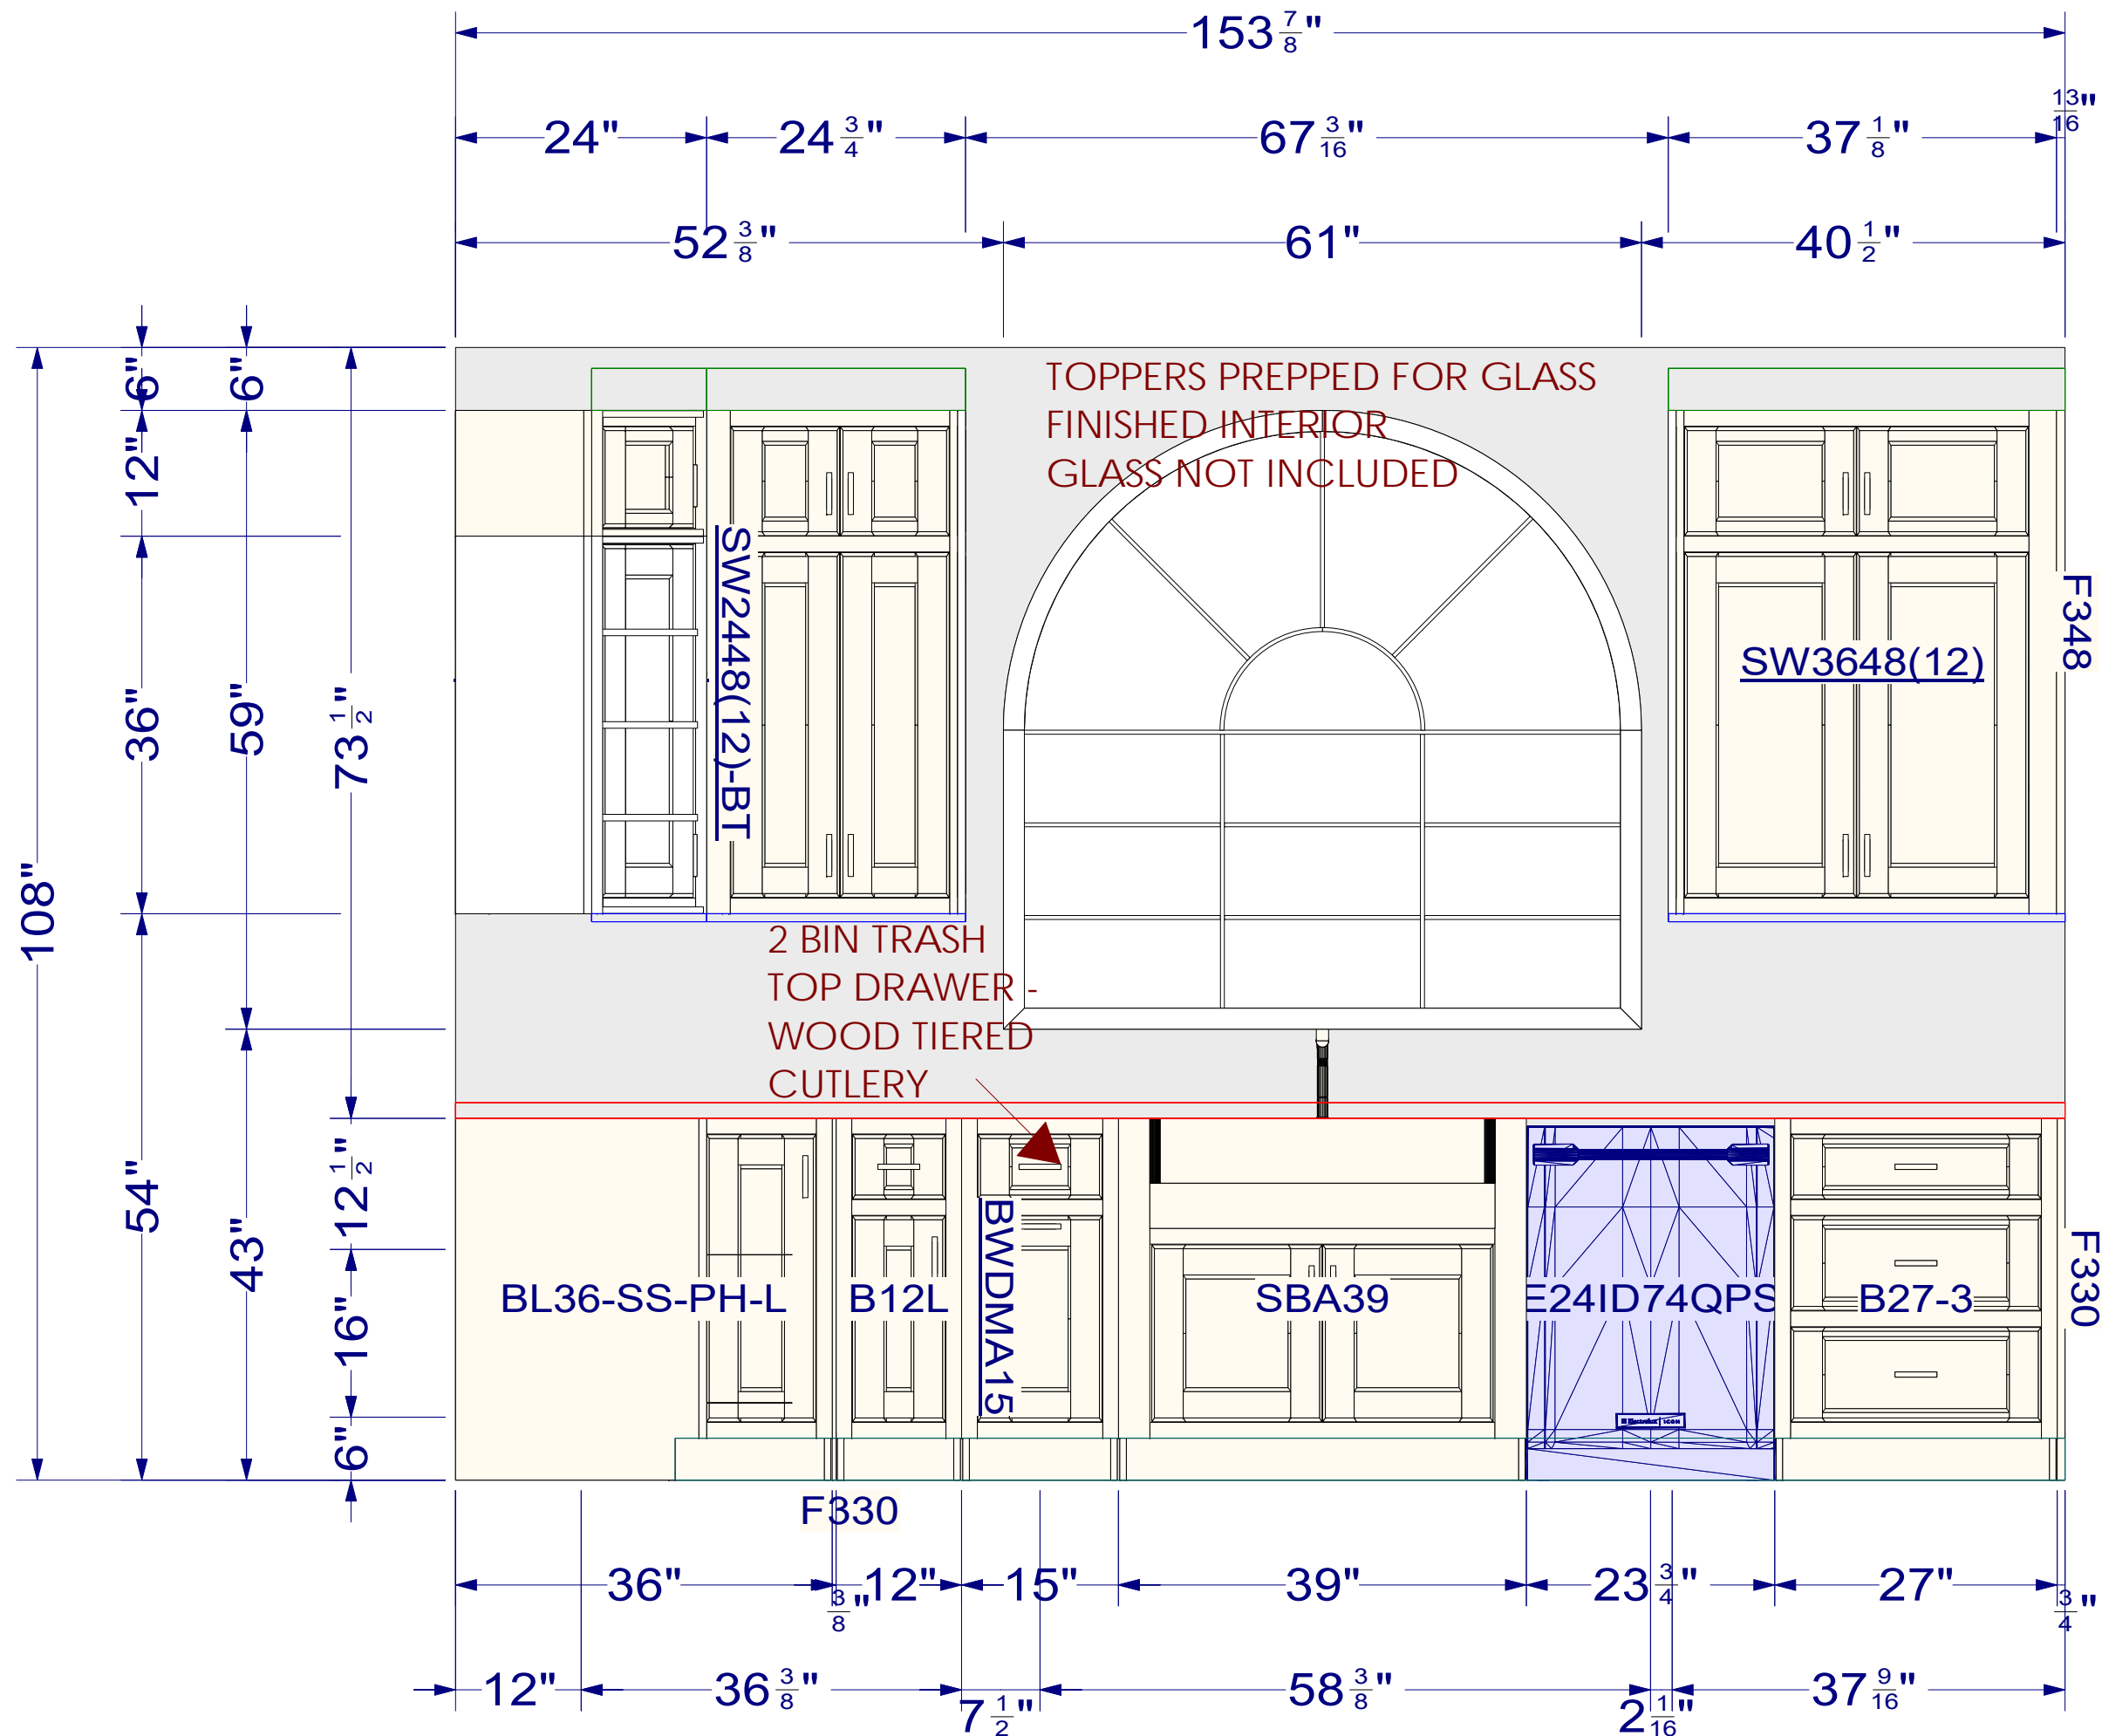 153 7/8"
24"
24 3/4"
67 3/16"
37 1/8"
13/16"
52 3/8"
61"
40 1/2"
6"
6"
12"
36"
59"
73 1/2"
108"
54"
43"
12 1/2"
16"
6"
TOPPERS PREPPED FOR GLASS
FINISHED INTERIOR
GLASS NOT INCLUDED
SW2448(12)-BT
SW3648(12)
F348
2 BIN TRASH
TOP DRAWER -
WOOD TIERED
CUTLERY
BL36-SS-PH-L
B12L
BWDMA15
SBA39
E24ID74QPS
B27-3
F330
Electrolux ICON
F330
36"
3/8"
12"
15"
39"
23 3/4"
27"
3/4"
12"
36 3/8"
7 1/2"
58 3/8"
2 1/16"
37 9/16"